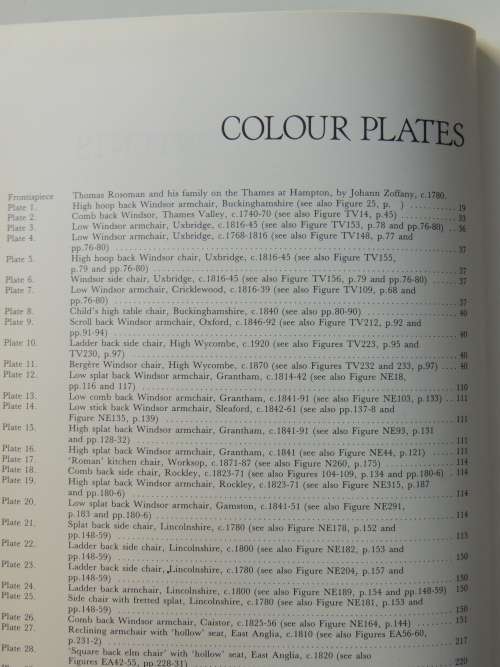 COLOUR PLATES
Frontispiece Thomas Rosoman and his family on the Thames at Hampton, by Johann Zoffany, c.1780.
Plate 1. High hoop back Windsor armchair, Buckinghamshire (see also Figure 25, p. ) .......... 19
Plate 2. Comb back Windsor, Thames Valley, c.1740-70 (see also Figure TV14, p.45) .......... 33
Plate 3. Low Windsor armchair, Uxbridge, c.1816-45 (see also Figure TV153, p.78 and pp.76-80) .. 36
Plate 4. Low Windsor armchair, Uxbridge, c.1768-1816 (see also Figure TV148, p.77 and
pp.76-80) .......... 37
Plate 5. High hoop back Windsor chair, Uxbridge, c.1816-45 (see also Figure TV155,
p.79 and pp.76-80) .......... 37
Plate 6. Windsor side chair, Uxbridge, c.1816-45 (see also Figure TV156, p.79 and pp.76-80) ..... 37
Plate 7. Low Windsor armchair, Cricklewood, c.1816-39 (see also Figure TV109, p.68 and
pp.76-80) .......... 37
Plate 8. Child's high table chair, Buckinghamshire, c.1840 (see also pp.80-90) .......... 40
Plate 9. Scroll back Windsor armchair, Oxford, c.1846-92 (see also Figure TV212, p.92 and
pp.91-94) .......... 40
Plate 10. Ladder back side chair, High Wycombe, c.1920 (see also Figures TV223, p.95 and
TV230, p.97) .......... 40
Plate 11. Bergère Windsor chair, High Wycombe, c.1870 (see also Figures TV232 and 233, p.97) .... 40
Plate 12. Low splat back Windsor armchair, Grantham, c.1814-42 (see also Figure NE18,
pp.116 and 117) .......... 110
Plate 13. Low comb back Windsor armchair, Grantham, c.1841-91 (see also Figure NE103, p.133) .. 111
Plate 14. Low stick back Windsor armchair, Sleaford, c.1842-61 (see also pp.137-8 and
Figure NE135, p.139) .......... 111
Plate 15. High splat back Windsor armchair, Grantham, c.1841-91 (see also Figure NE93, p.131
and pp.128-32) .......... 111
Plate 16. High splat back Windsor armchair, Grantham, c.1841 (see also Figure NE44, p.121) ..... 111
Plate 17. 'Roman' kitchen chair, Worksop, c.1871-87 (see also Figure N260, p.175) .......... 114
Plate 18. Comb back side chair, Rockley, c.1823-71 (see also Figures 104-109, p.134 and pp.180-6) . 114
Plate 19. High splat back Windsor armchair, Rockley, c.1823-71 (see also Figure NE315, p.187
and pp.180-6) .......... 114
Plate 20. Low splat back Windsor chair, Gamston, c.1841-51 (see also Figure NE291,
p.183 and pp.180-6) .......... 114
Plate 21. Splat back side chair, Lincolnshire, c.1780 (see also Figure NE178, p.152 and
pp.148-59) .......... 115
Plate 22. Ladder back side chair, Lincolnshire, c.1800 (see also Figure NE182, p.153 and
pp.148-59) .......... 150
Plate 23. Ladder back side chair, Lincolnshire, c.1780 (see also Figure NE204, p.157 and
pp.148-59) .......... 150
Plate 24. Ladder back armchair, Lincolnshire, c.1800 (see also Figure NE189, p.154 and pp.148-59) 150
Plate 25. Side chair with fretted splat, Lincolnshire, c.1780 (see also Figure NE181, p.153 and
pp.148-59) .......... 150
Plate 26. Comb back Windsor armchair, Caistor, c.1825-56 (see also Figure NE164, p.144) ...... 151
Plate 27. Reclining armchair with 'hollow' seat, East Anglia, c.1810 (see also Figures EA56-60,
p.231-2) .......... 217
Plate 28. 'Square back elm chair' with 'hollow' seat, East Anglia, c.1820 (see also
Figures EA42-55, pp.228-31) .......... 220